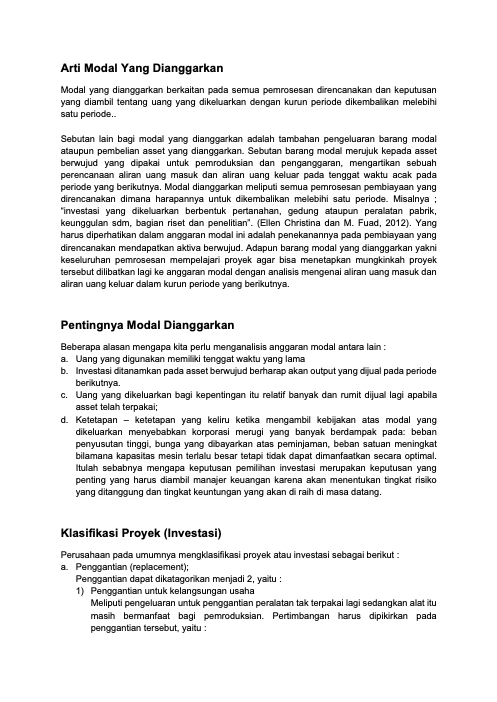 Arti Modal Yang Dianggarkan
Modal yang dianggarkan berkaitan pada semua pemrosesan direncanakan dan keputusan
yang diambil tentang uang yang dikeluarkan dengan kurun periode dikembalikan melebihi
satu periode..
Sebutan lain bagi modal yang dianggarkan adalah tambahan pengeluaran barang modal
ataupun pembelian asset yang dianggarkan. Sebutan barang modal merujuk kepada asset
berwujud yang dipakai untuk pemroduksian dan penganggaran, mengartikan sebuah
perencanaan aliran uang masuk dan aliran uang keluar pada tenggat waktu acak pada
periode yang berikutnya. Modal dianggarkan meliputi semua pemrosesan pembiayaan yang
direncanakan dimana harapannya untuk dikembalikan melebihi satu periode. Misalnya ;
“investasi yang dikeluarkan berbentuk pertanahan, gedung ataupun peralatan pabrik,
keunggulan sdm, bagian riset dan penelitian”. (Ellen Christina dan M. Fuad, 2012). Yang
harus diperhatikan dalam anggaran modal ini adalah penekanannya pada pembiayaan yang
direncanakan mendapatkan aktiva berwujud. Adapun barang modal yang dianggarkan yakni
keseluruhan pemrosesan mempelajari proyek agar bisa menetapkan mungkinkah proyek
tersebut dilibatkan lagi ke anggaran modal dengan analisis mengenai aliran uang masuk dan
aliran uang keluar dalam kurun periode yang berikutnya.
Pentingnya Modal Dianggarkan
Beberapa alasan mengapa kita perlu menganalisis anggaran modal antara lain :
a. Uang yang digunakan memiliki tenggat waktu yang lama
b. Investasi ditanamkan pada asset berwujud berharap akan output yang dijual pada periode
berikutnya.
c. Uang yang dikeluarkan bagi kepentingan itu relatif banyak dan rumit dijual lagi apabila
asset telah terpakai;
d. Ketetapan – ketetapan yang keliru ketika mengambil kebijakan atas modal yang
dikeluarkan menyebabkan korporasi merugi yang banyak berdampak pada: beban
penyusutan tinggi, bunga yang dibayarkan atas peminjaman, beban satuan meningkat
bilamana kapasitas mesin terlalu besar tetapi tidak dapat dimanfaatkan secara optimal.
Itulah sebabnya mengapa keputusan pemilihan investasi merupakan keputusan yang
penting yang harus diambil manajer keuangan karena akan menentukan tingkat risiko
yang ditanggung dan tingkat keuntungan yang akan di raih di masa datang.
Klasifikasi Proyek (Investasi)
Perusahaan pada umumnya mengklasifikasi proyek atau investasi sebagai berikut :
a. Penggantian (replacement);
Penggantian dapat dikatagorikan menjadi 2, yaitu :
1) Penggantian untuk kelangsungan usaha
Meliputi pengeluaran untuk penggantian peralatan tak terpakai lagi sedangkan alat itu
masih bermanfaat bagi pemroduksian. Pertimbangan harus dipikirkan pada
penggantian tersebut, yaitu :